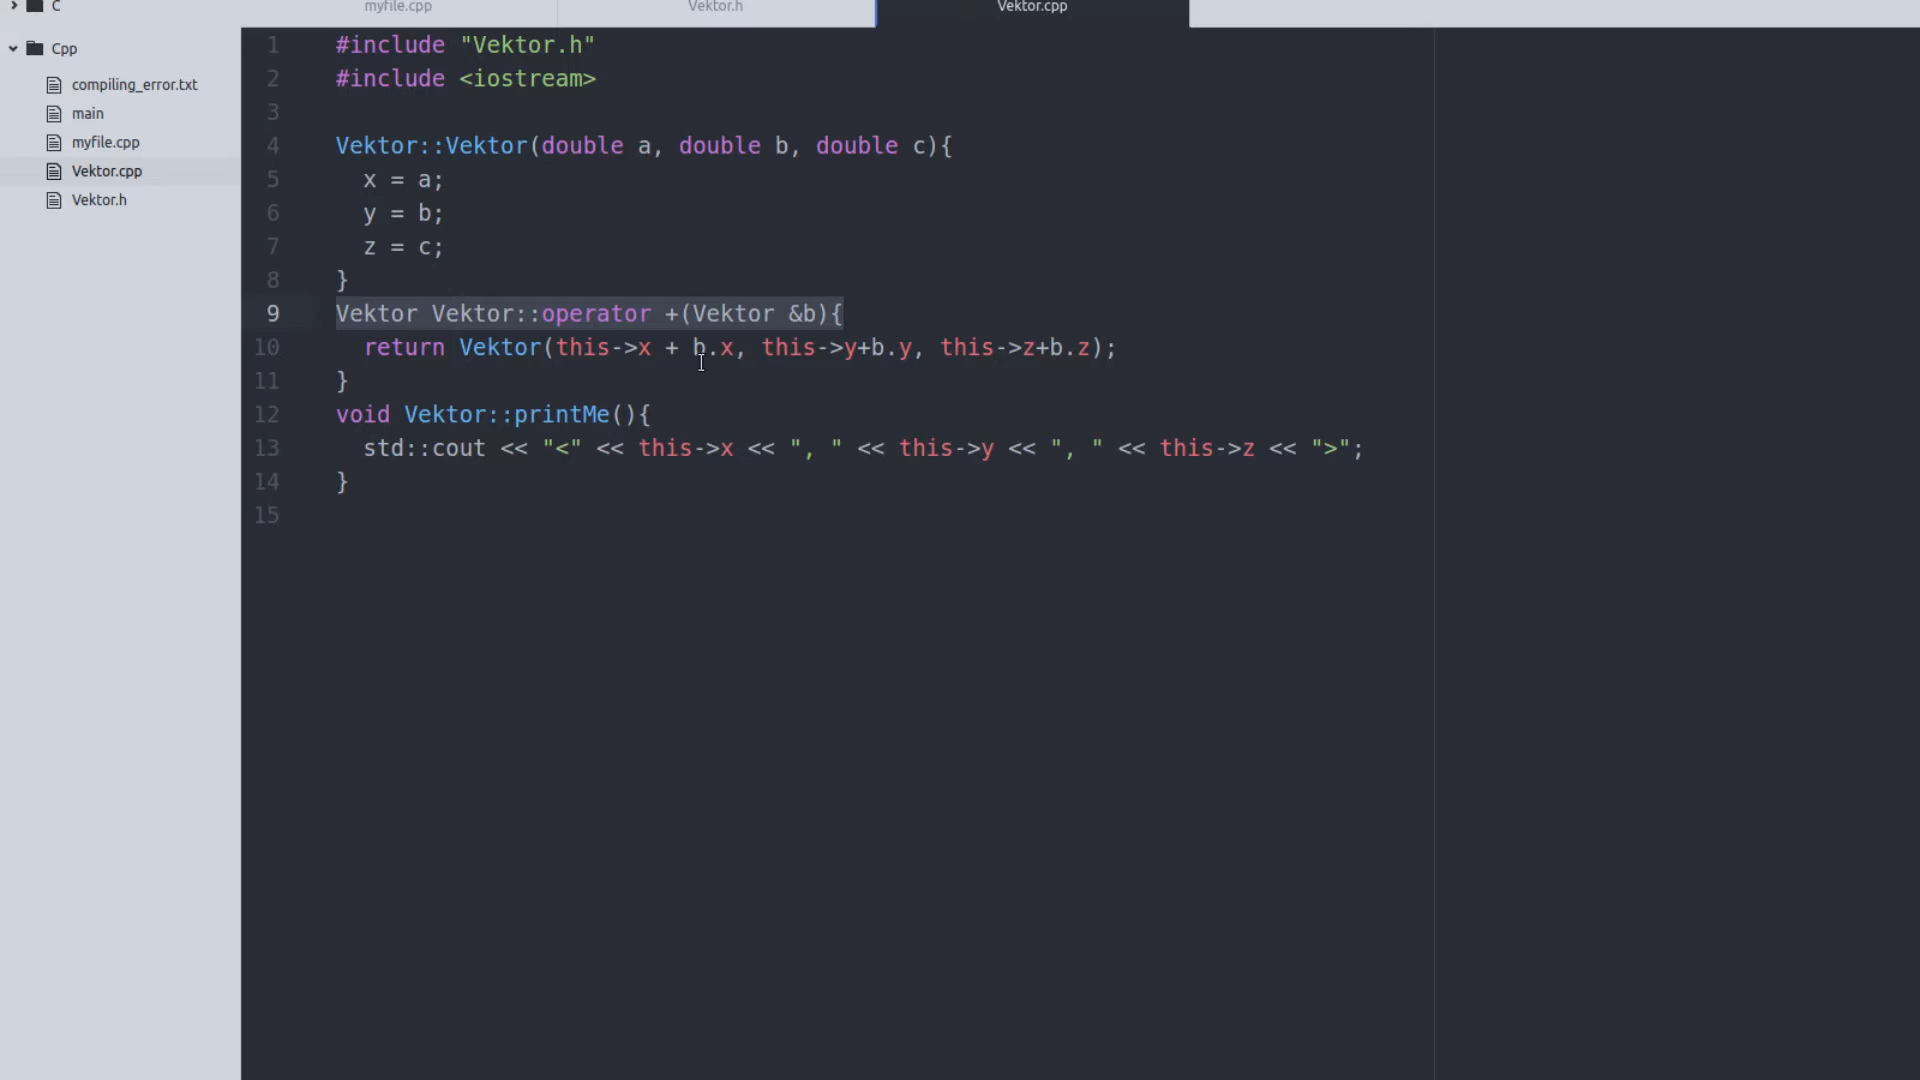 C
Cpp
compiling_error.txt
main
myfile.cpp
Vektor.cpp
Vektor.h
myfile.cpp Vektor.h Vektor.cpp
1 #include "Vektor.h"
2 #include <iostream>
3
4 Vektor::Vektor(double a, double b, double c){
5 x = a;
6 y = b;
7 z = c;
8 }
9 Vektor Vektor::operator +(Vektor &b){
10 return Vektor(this->x + b.x, this->y+b.y, this->z+b.z);
11 }
12 void Vektor::printMe(){
13 std::cout << "<" << this->x << ", " << this->y << ", " << this->z << ">";
14 }
15